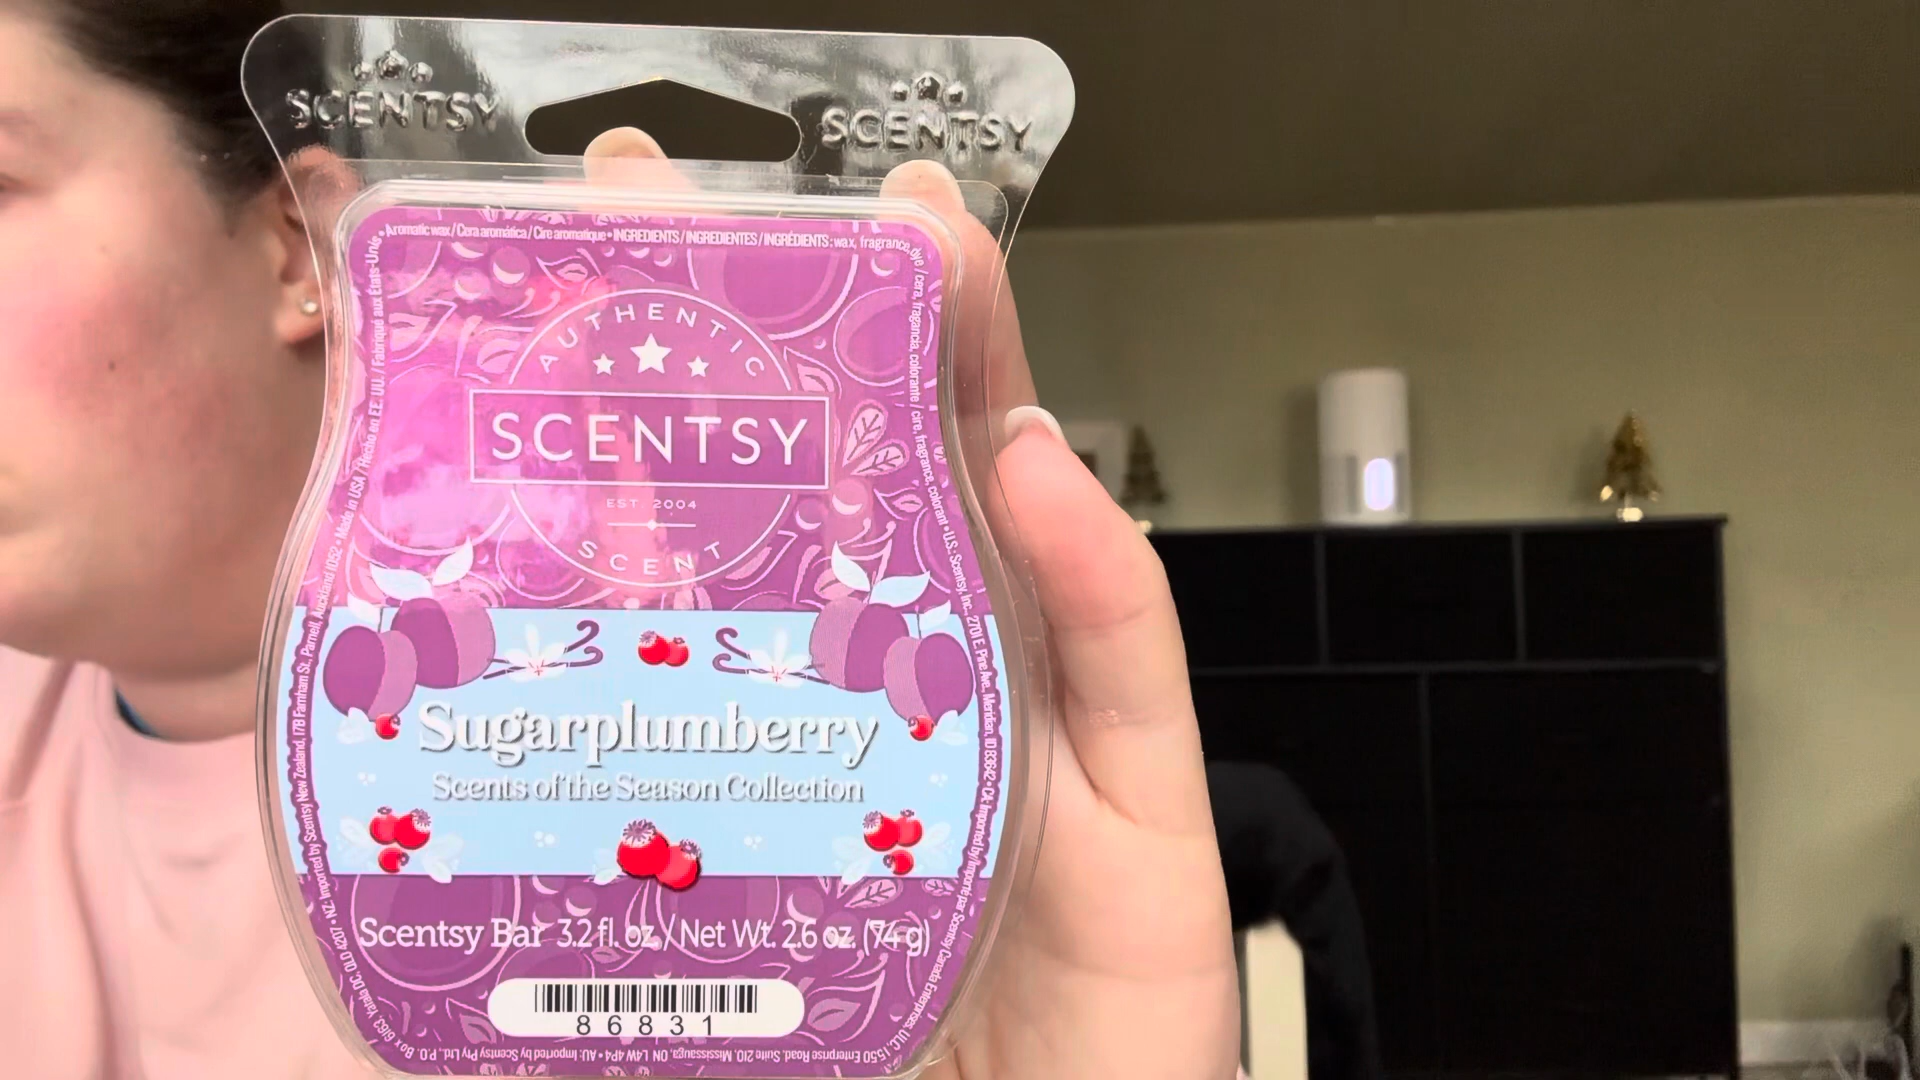 SCENTSY
SCENTSY
Aromatic wax / Cera aromática / Cire aromatique • INGREDIENTS / INGREDIENTES / INGRÉDIENTS: wax, fragrance, dye / cera, fragancia, colorante / cire, fragrance, colorant • U.S.: Scentsy, Inc., 2701 E. Pine Ave., Meridian, ID 83642 • CA: Imported by/Importé par Scentsy Canada Enterprises, ULC, 1550 Enterprise Road, Suite 210, Mississauga, ON L4W 4P4 • AU: Imported by Scentsy Pty Ltd., P.O. Box 6163, Yatala DC, QLD 4207 • NZ: Imported by Scentsy New Zealand, 17B Farnham St., Parnell, Auckland 1052 • Made in USA / Hecho en EE. UU. / Fabriqué aux États-Unis •
AUTHENTIC
SCENTSY
EST 2004
SCENT
Sugarplumberry
Scents of the Season Collection
Scentsy Bar 3.2 fl. oz. / Net Wt. 2.6 oz. (74 g)
86831